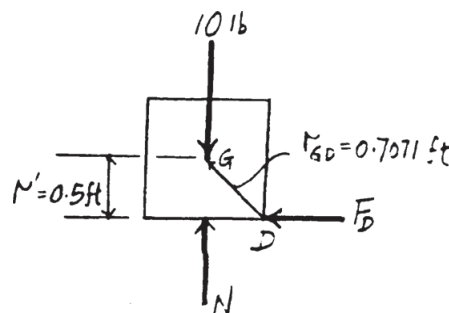 10 lb
G
r_GD = 0.7071 ft
r' = 0.5ft
F_D
D
N